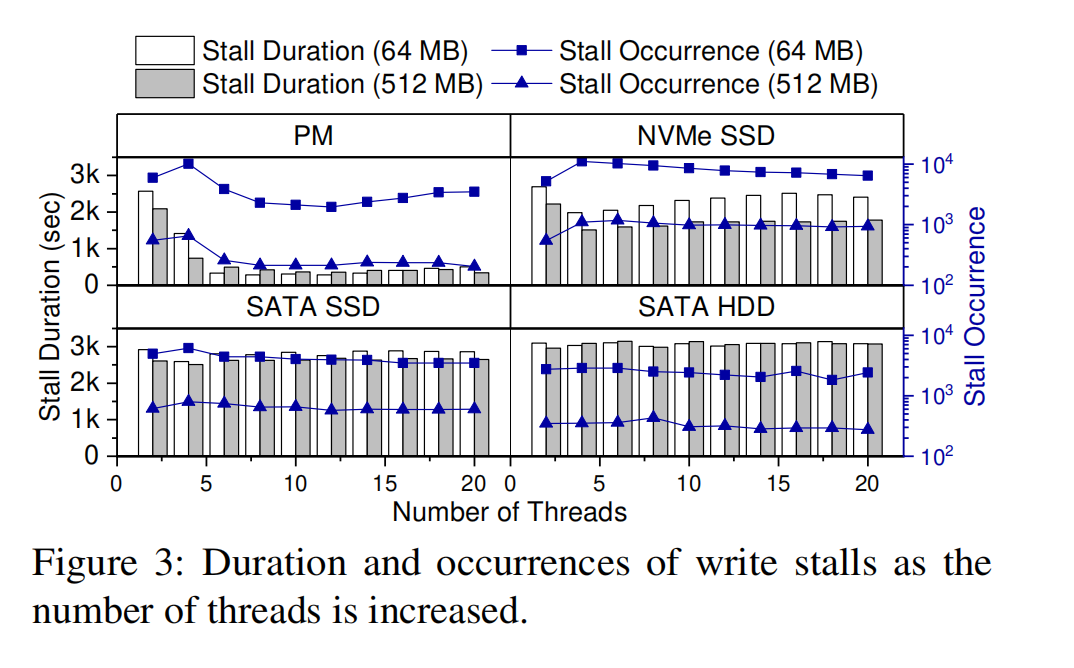 Stall Duration (64 MB) Stall Occurrence (64 MB)
Stall Duration (512 MB) Stall Occurrence (512 MB)
PM NVMe SSD
3k
2k
1k
0
10^4
10^3
10^2
SATA SSD SATA HDD
3k
2k
1k
0
10^4
10^3
10^2
Stall Duration (sec)
Stall Occurrence
0 5 10 15 20 0 5 10 15 20
Number of Threads
Figure 3: Duration and occurrences of write stalls as the
number of threads is increased.